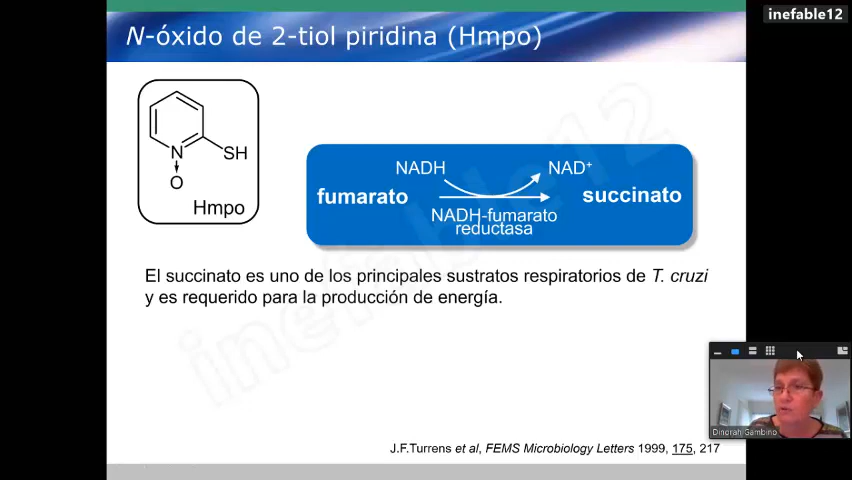 inefable12
N-óxido de 2-tiol piridina (Hmpo)
N
SH
O
Hmpo
NADH
NAD+
fumarato
succinato
NADH-fumarato
reductasa
El succinato es uno de los principales sustratos respiratorios de T. cruzi
y es requerido para la producción de energía.
inefable12
Dinorah Gambino
J.F.Turrens et al, FEMS Microbiology Letters 1999, 175, 217